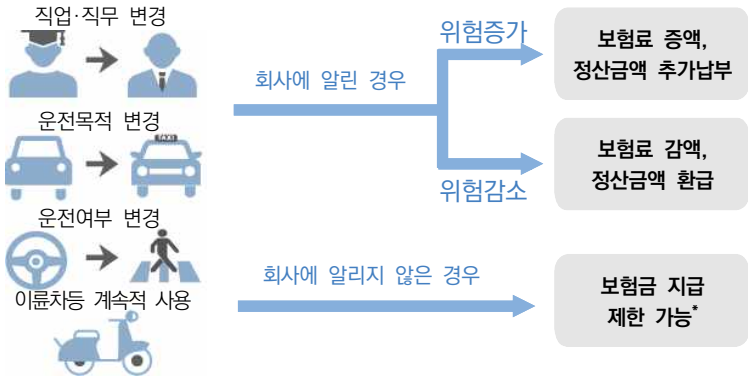 직업·직무 변경
운전목적 변경
TAXI
운전여부 변경
이륜차등 계속적 사용
회사에 알린 경우
위험증가
보험료 증액,
정산금액 추가납부
위험감소
보험료 감액,
정산금액 환급
회사에 알리지 않은 경우
보험금 지급
제한 가능*